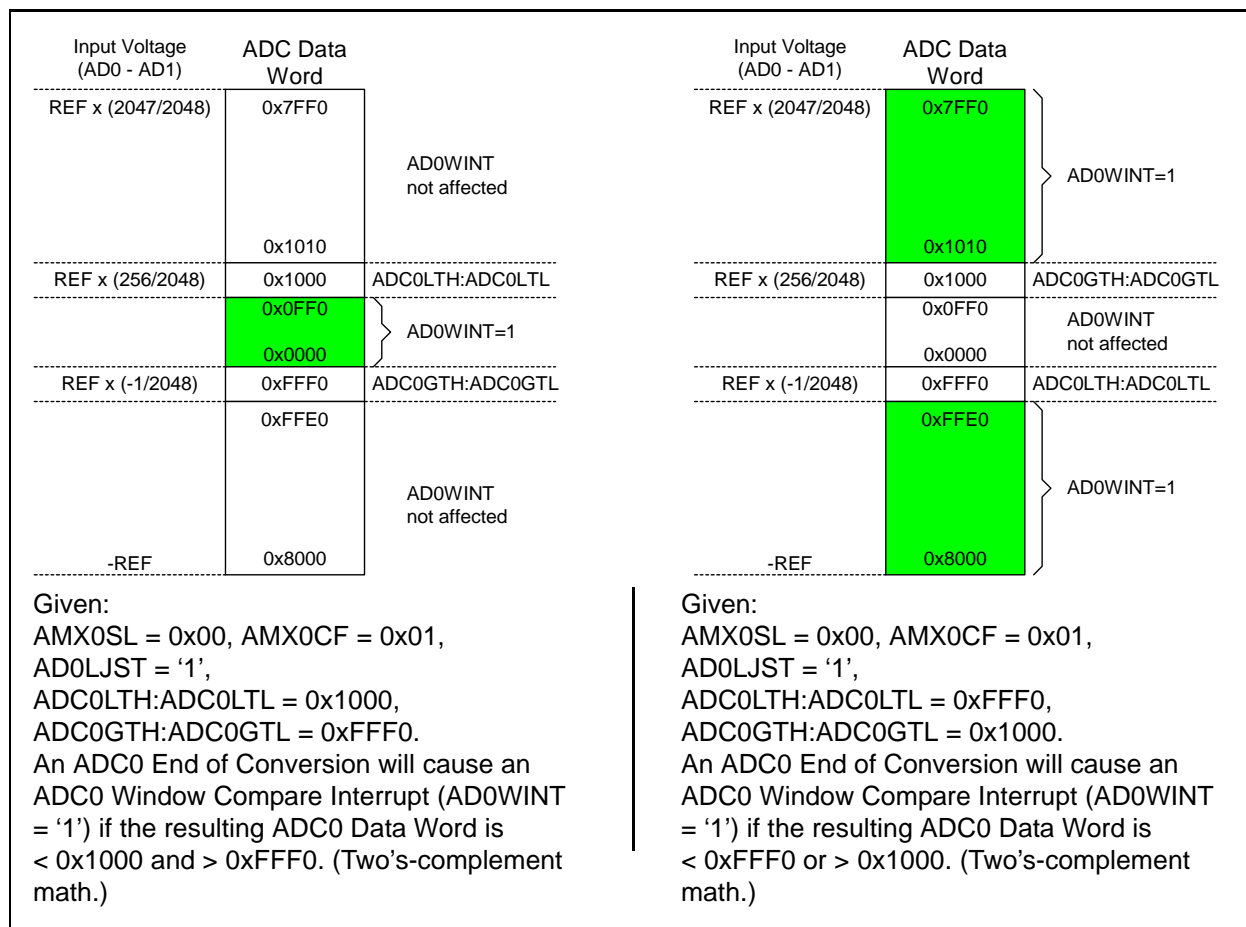 Input Voltage
(AD0 - AD1)
ADC Data
Word
REF x (2047/2048)
0x7FF0
AD0WINT
not affected
0x1010
REF x (256/2048)
0x1000
ADC0LTH:ADC0LTL
0x0FF0
AD0WINT=1
0x0000
REF x (-1/2048)
0xFFF0
ADC0GTH:ADC0GTL
0xFFE0
AD0WINT
not affected
-REF
0x8000
Given:
AMX0SL = 0x00, AMX0CF = 0x01,
AD0LJST = ‘1’,
ADC0LTH:ADC0LTL = 0x1000,
ADC0GTH:ADC0GTL = 0xFFF0.
An ADC0 End of Conversion will cause an
ADC0 Window Compare Interrupt (AD0WINT
= ‘1’) if the resulting ADC0 Data Word is
< 0x1000 and > 0xFFF0. (Two’s-complement
math.)
Input Voltage
(AD0 - AD1)
ADC Data
Word
REF x (2047/2048)
0x7FF0
AD0WINT=1
0x1010
REF x (256/2048)
0x1000
ADC0GTH:ADC0GTL
0x0FF0
AD0WINT
not affected
0x0000
REF x (-1/2048)
0xFFF0
ADC0LTH:ADC0LTL
0xFFE0
AD0WINT=1
-REF
0x8000
Given:
AMX0SL = 0x00, AMX0CF = 0x01,
AD0LJST = ‘1’,
ADC0LTH:ADC0LTL = 0xFFF0,
ADC0GTH:ADC0GTL = 0x1000.
An ADC0 End of Conversion will cause an
ADC0 Window Compare Interrupt (AD0WINT
= ‘1’) if the resulting ADC0 Data Word is
< 0xFFF0 or > 0x1000. (Two’s-complement
math.)